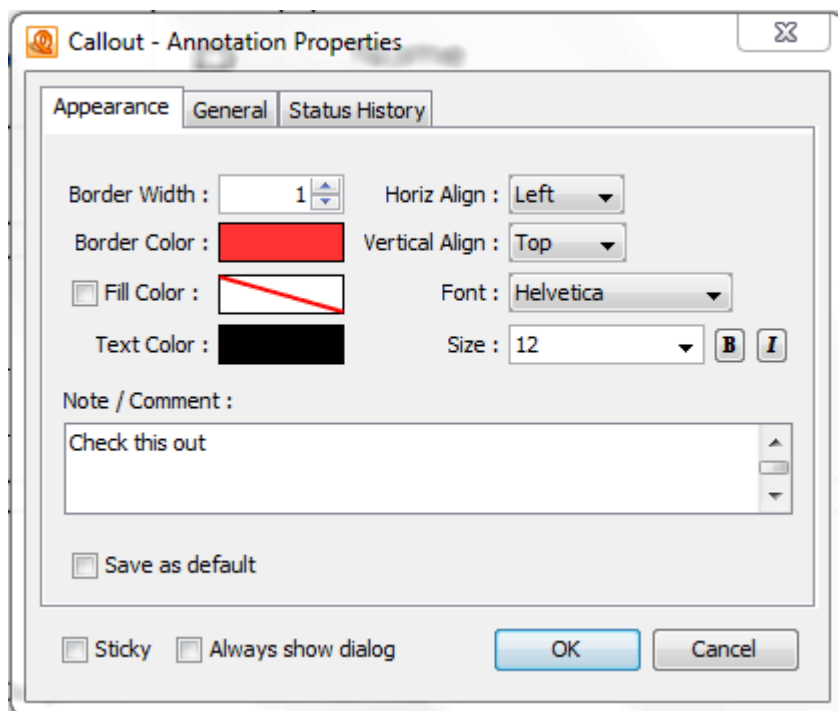 Callout - Annotation Properties
Appearance General Status History
Border Width : 1 Horiz Align : Left
Border Color : Vertical Align : Top
Fill Color : Font : Helvetica
Text Color : Size : 12 B I
Note / Comment :
Check this out
Save as default
Sticky Always show dialog OK Cancel